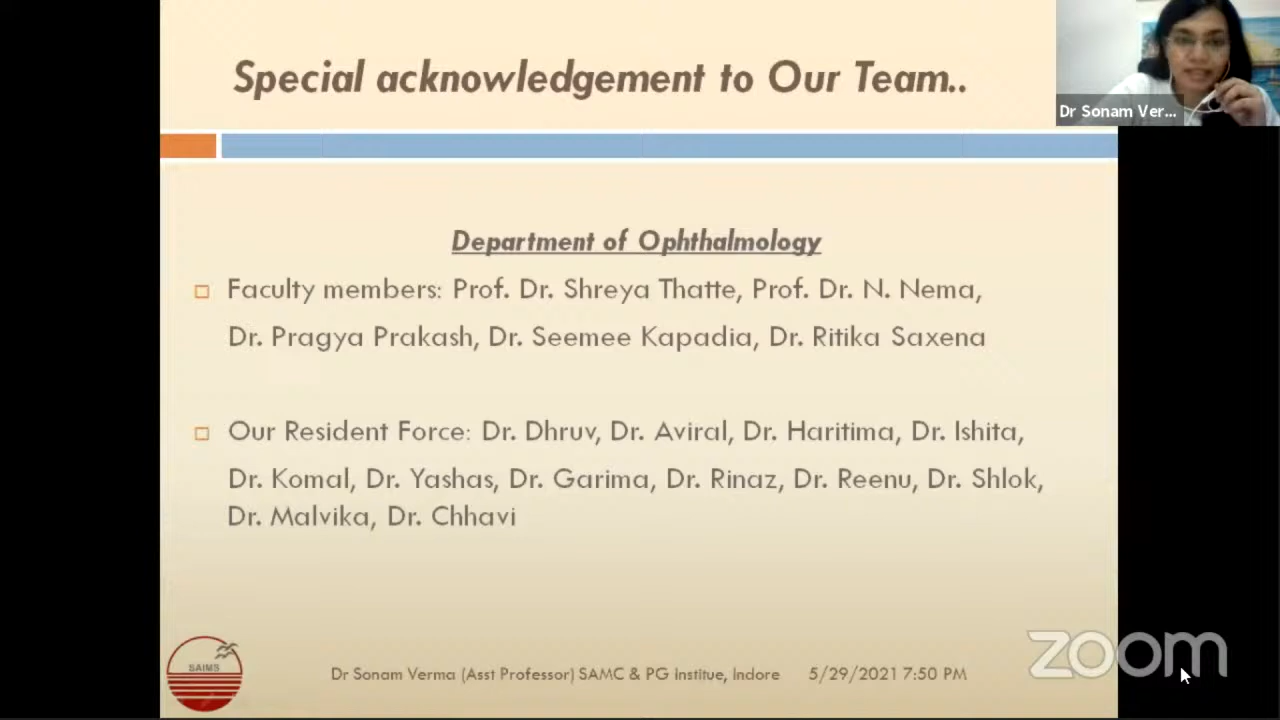 Special acknowledgement to Our Team..
Dr Sonam Ver...
Department of Ophthalmology
Faculty members: Prof. Dr. Shreya Thatte, Prof. Dr. N. Nema,
Dr. Pragya Prakash, Dr. Seemee Kapadia, Dr. Ritika Saxena
Our Resident Force: Dr. Dhruv, Dr. Aviral, Dr. Haritima, Dr. Ishita,
Dr. Komal, Dr. Yashas, Dr. Garima, Dr. Rinaz, Dr. Reenu, Dr. Shlok,
Dr. Malvika, Dr. Chhavi
SAIMS
Dr Sonam Verma (Asst Professor) SAMC & PG Institue, Indore 5/29/2021 7:50 PM
zoom